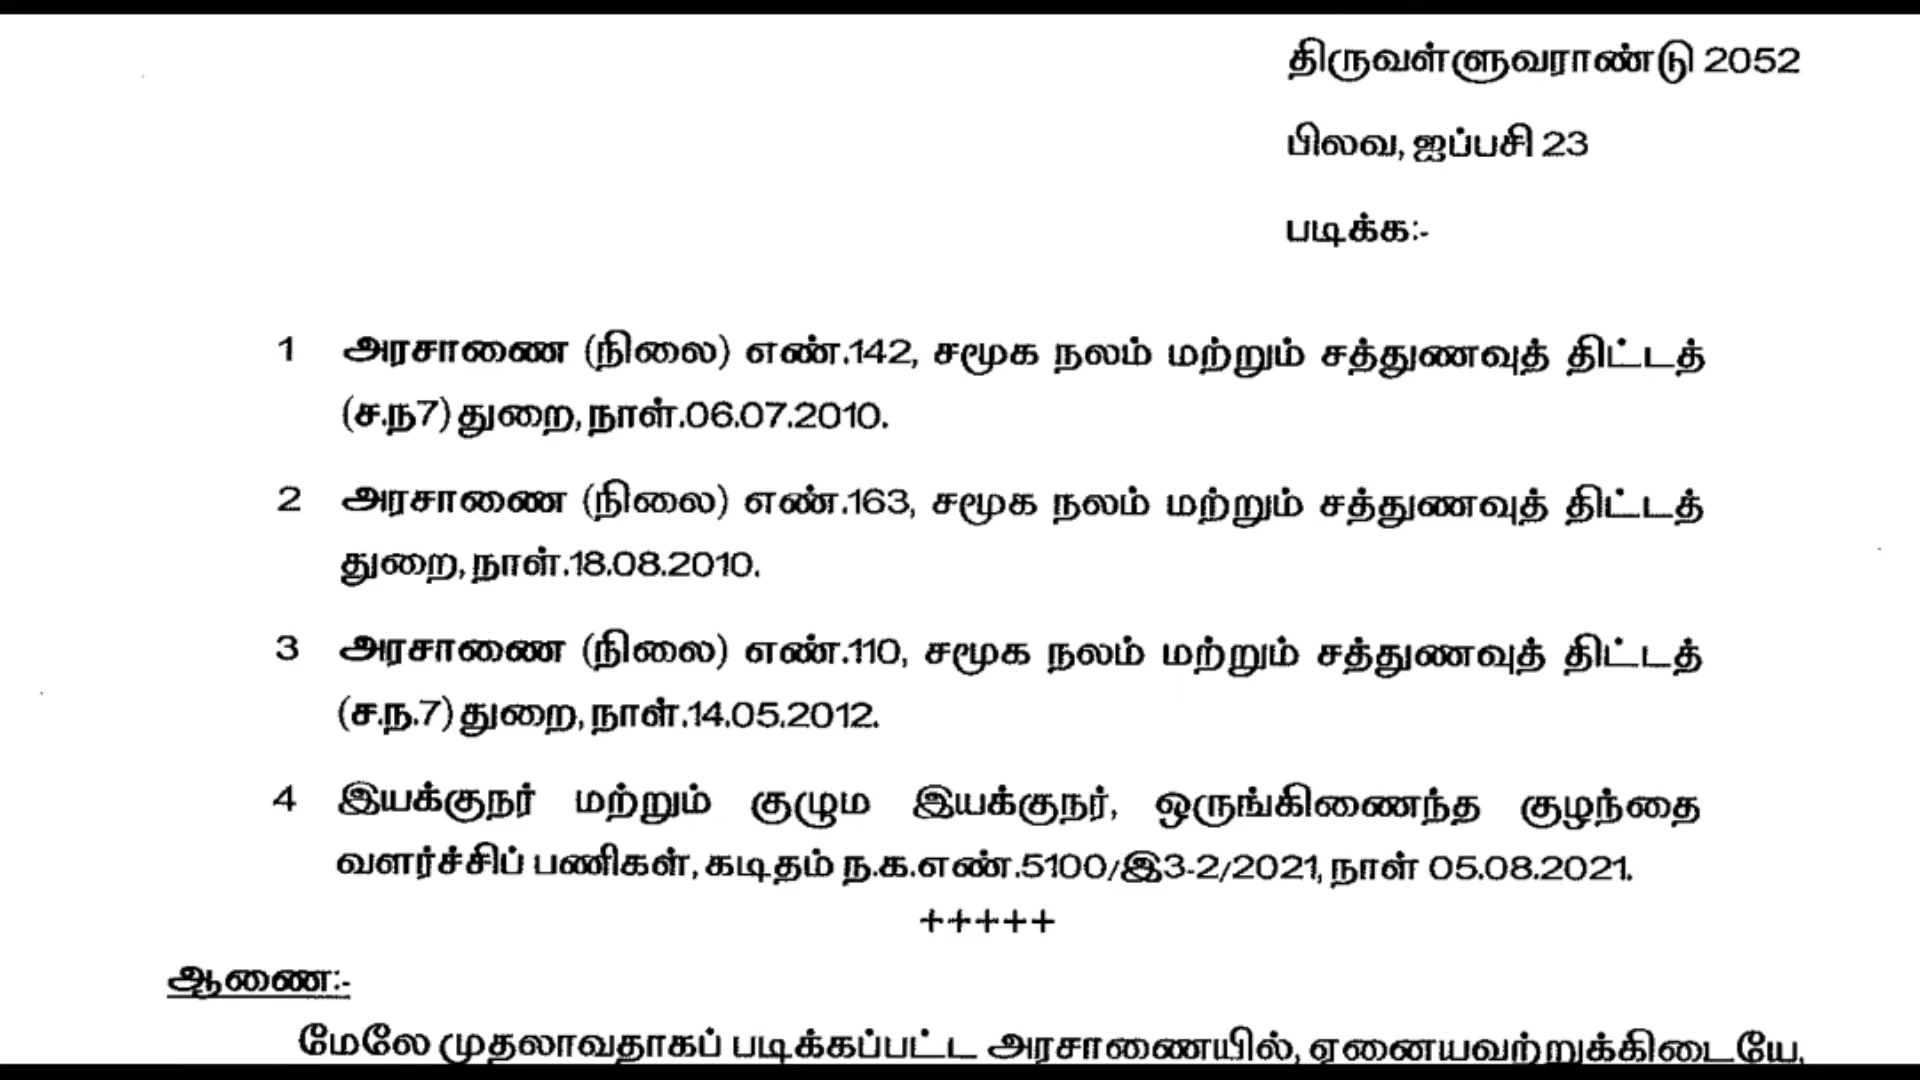 திருவள்ளுவராண்டு 2052
பிலவ, ஐப்பசி 23
படிக்க:-
1 அரசாணை (நிலை) எண்.142, சமூக நலம் மற்றும் சத்துணவுத் திட்டத்
(ச.ந7) துறை, நாள்.06.07.2010.
2 அரசாணை (நிலை) எண்.163, சமூக நலம் மற்றும் சத்துணவுத் திட்டத்
துறை, நாள்.18.08.2010.
3 அரசாணை (நிலை) எண்.110, சமூக நலம் மற்றும் சத்துணவுத் திட்டத்
(ச.ந.7) துறை, நாள்.14.05.2012.
4 இயக்குநர் மற்றும் குழும இயக்குநர், ஒருங்கிணைந்த குழந்தை
வளர்ச்சிப் பணிகள், கடிதம் ந.க.எண்.5100/இ3-2/2021, நாள் 05.08.2021.
+++++
ஆணை:-
மேலே முதலாவதாகப் படிக்கப்பட்ட அரசாணையில், ஏனையவற்றுக்கிடையே,